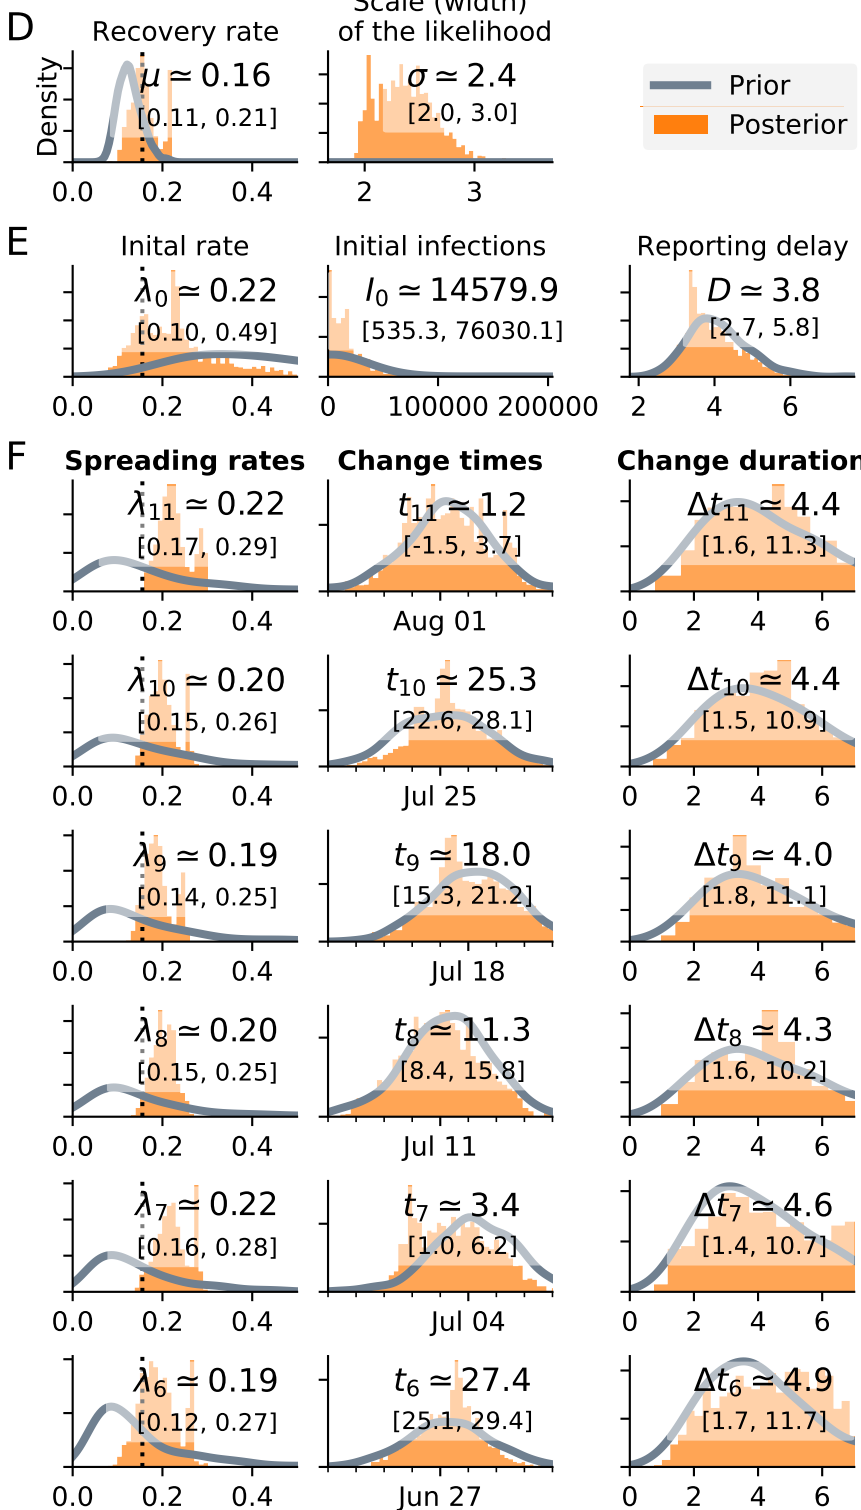 D
Recovery rate
Scale (width)
of the likelihood
Density
μ ≃ 0.16
[0.11, 0.21]
0.0 0.2 0.4
σ ≃ 2.4
[2.0, 3.0]
2 3
Prior
Posterior
E
Inital rate
λ0 ≃ 0.22
[0.10, 0.49]
0.0 0.2 0.4
Initial infections
I0 ≃ 14579.9
[535.3, 76030.1]
0 100000 200000
Reporting delay
D ≃ 3.8
[2.7, 5.8]
2 4 6
F
Spreading rates
Change times
Change duration
λ11 ≃ 0.22
[0.17, 0.29]
0.0 0.2 0.4
t11 ≃ 1.2
[-1.5, 3.7]
Aug 01
Δt11 ≃ 4.4
[1.6, 11.3]
0 2 4 6
λ10 ≃ 0.20
[0.15, 0.26]
0.0 0.2 0.4
t10 ≃ 25.3
[22.6, 28.1]
Jul 25
Δt10 ≃ 4.4
[1.5, 10.9]
0 2 4 6
λ9 ≃ 0.19
[0.14, 0.25]
0.0 0.2 0.4
t9 ≃ 18.0
[15.3, 21.2]
Jul 18
Δt9 ≃ 4.0
[1.8, 11.1]
0 2 4 6
λ8 ≃ 0.20
[0.15, 0.25]
0.0 0.2 0.4
t8 ≃ 11.3
[8.4, 15.8]
Jul 11
Δt8 ≃ 4.3
[1.6, 10.2]
0 2 4 6
λ7 ≃ 0.22
[0.16, 0.28]
0.0 0.2 0.4
t7 ≃ 3.4
[1.0, 6.2]
Jul 04
Δt7 ≃ 4.6
[1.4, 10.7]
0 2 4 6
λ6 ≃ 0.19
[0.12, 0.27]
0.0 0.2 0.4
t6 ≃ 27.4
[25.1, 29.4]
Jun 27
Δt6 ≃ 4.9
[1.7, 11.7]
0 2 4 6